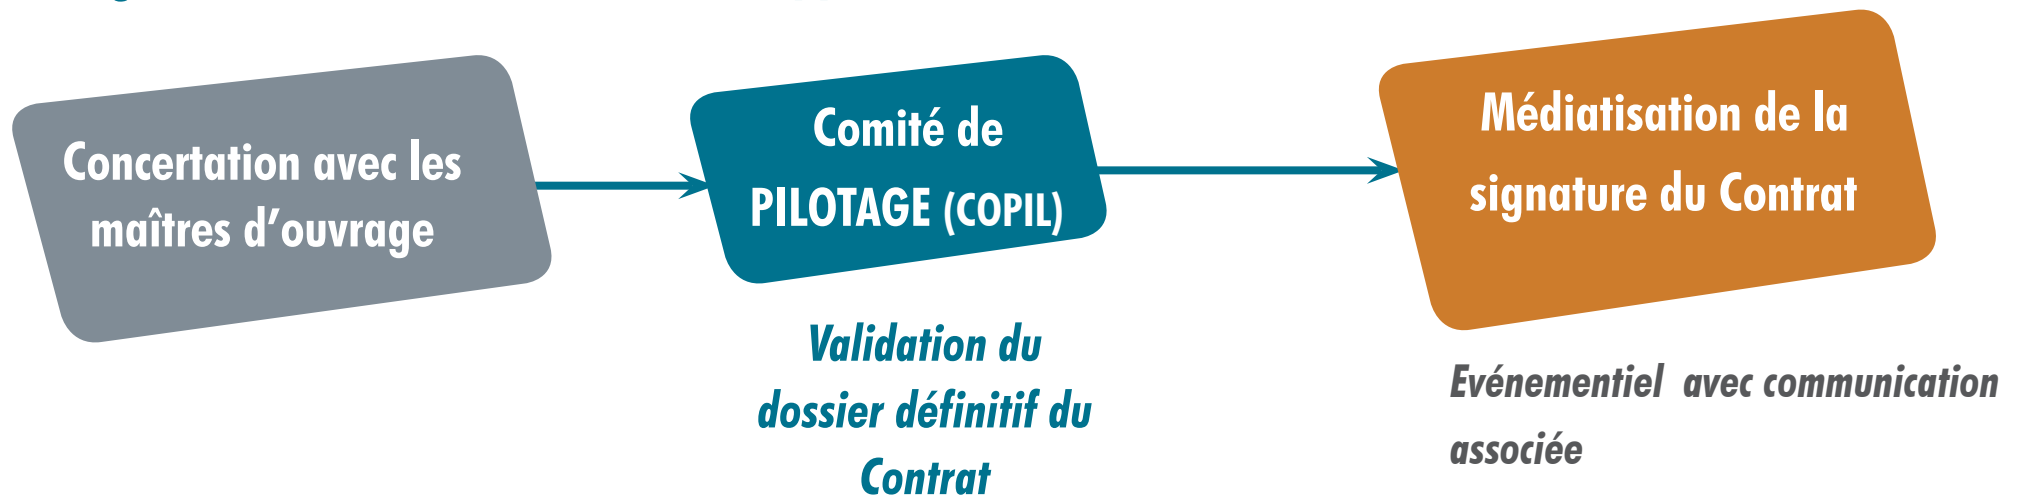 Concertation avec les
maîtres d'ouvrage
Comité de
PILOTAGE (COPIL)
Validation du
dossier définitif du
Contrat
Médiatisation de la
signature du Contrat
Evénementiel avec communication
associée